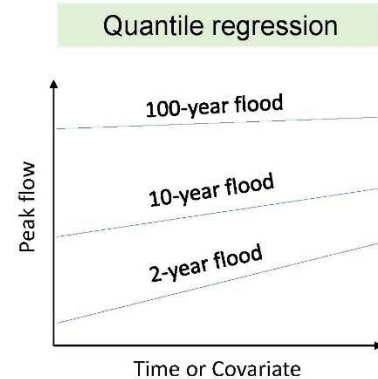 Quantile regression
100-year flood
10-year flood
2-year flood
Peak flow
Time or Covariate